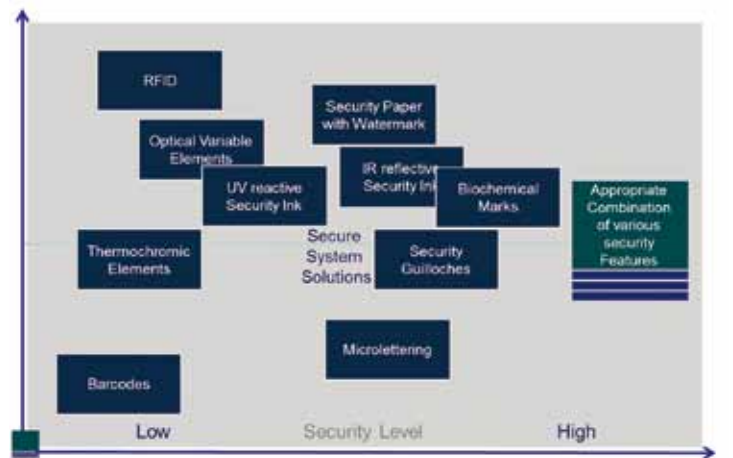 RFID
Security Paper
with Watermark
Optical Variable
Elements
IR reflective
Security Ink
UV reactive
Security Ink
Biochemical
Marks
Appropriate
Combination
of various
security
Features
Thermochromic
Elements
Secure
System
Solutions
Security
Guilloches
Microlettering
Barcodes
Low
Security Level
High